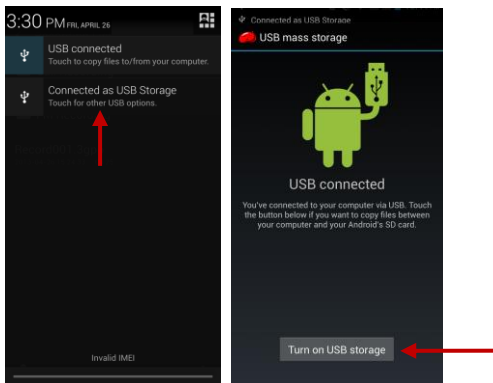 3:30 PM FRI, APRIL 26
USB connected
Touch to copy files to/from your computer.
Connected as USB Storage
Touch for other USB options.
Invalid IMEI
Connected as USB Storage
USB mass storage
USB connected
You've connected to your computer via USB. Touch
the button below if you want to copy files between
your computer and your Android's SD card.
Turn on USB storage